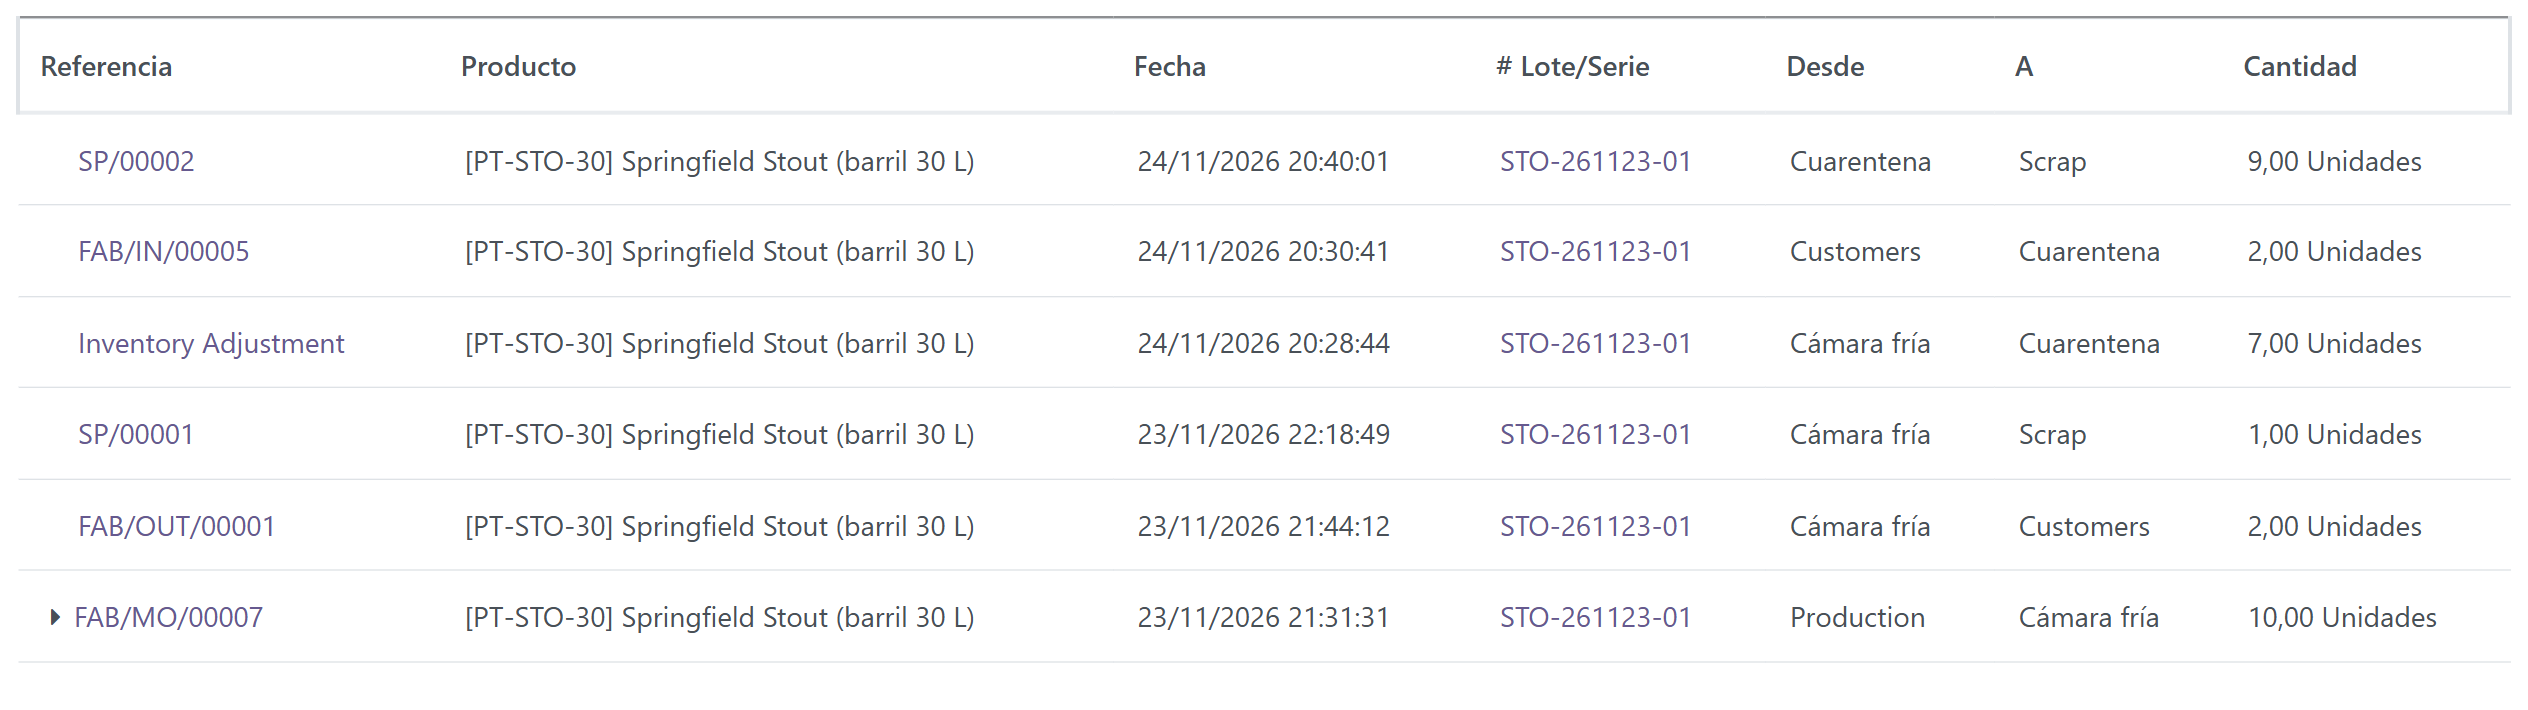 Referencia Producto Fecha # Lote/Serie Desde A Cantidad
SP/00002 [PT-STO-30] Springfield Stout (barril 30 L) 24/11/2026 20:40:01 STO-261123-01 Cuarentena Scrap 9,00 Unidades
FAB/IN/00005 [PT-STO-30] Springfield Stout (barril 30 L) 24/11/2026 20:30:41 STO-261123-01 Customers Cuarentena 2,00 Unidades
Inventory Adjustment [PT-STO-30] Springfield Stout (barril 30 L) 24/11/2026 20:28:44 STO-261123-01 Cámara fría Cuarentena 7,00 Unidades
SP/00001 [PT-STO-30] Springfield Stout (barril 30 L) 23/11/2026 22:18:49 STO-261123-01 Cámara fría Scrap 1,00 Unidades
FAB/OUT/00001 [PT-STO-30] Springfield Stout (barril 30 L) 23/11/2026 21:44:12 STO-261123-01 Cámara fría Customers 2,00 Unidades
FAB/MO/00007 [PT-STO-30] Springfield Stout (barril 30 L) 23/11/2026 21:31:31 STO-261123-01 Production Cámara fría 10,00 Unidades